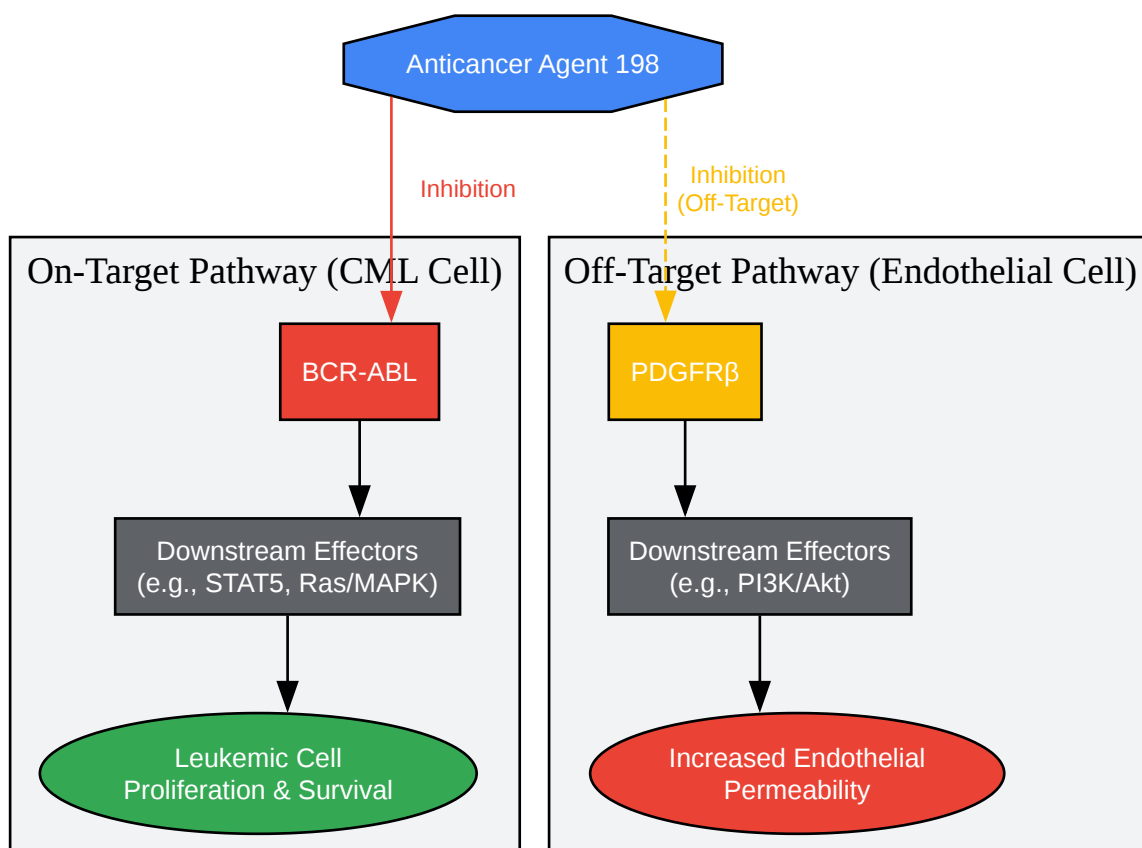 Anticancer Agent 198
Inhibition
Inhibition
(Off-Target)
On-Target Pathway (CML Cell)
Off-Target Pathway (Endothelial Cell)
BCR-ABL
PDGFRβ
Downstream Effectors
(e.g., STAT5, Ras/MAPK)
Downstream Effectors
(e.g., PI3K/Akt)
Leukemic Cell
Proliferation & Survival
Increased Endothelial
Permeability